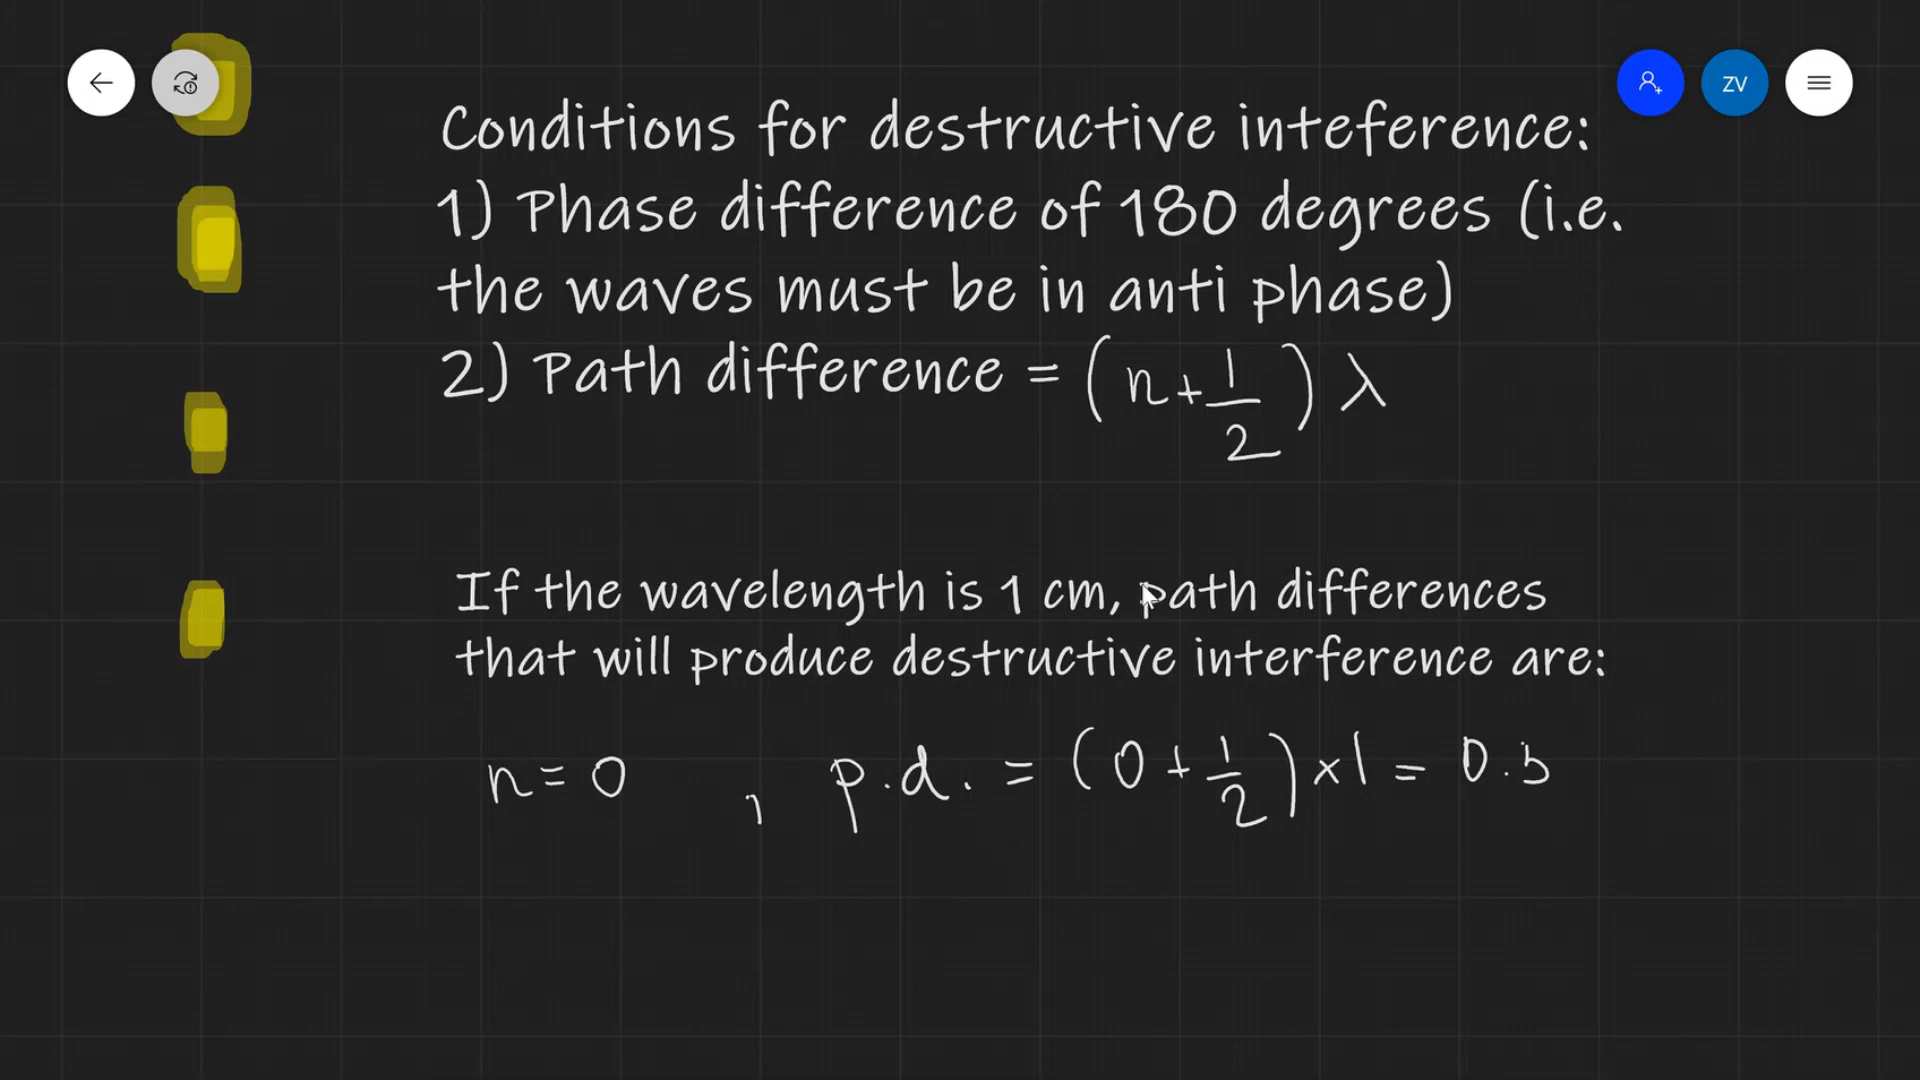 ZV
Conditions for destructive inteference:
1) Phase difference of 180 degrees (i.e.
the waves must be in anti phase)
2) Path difference = (n+1/2) λ
If the wavelength is 1 cm, path differences
that will produce destructive interference are:
n = 0 , p.d. = (0 + 1/2) × 1 = 0.5